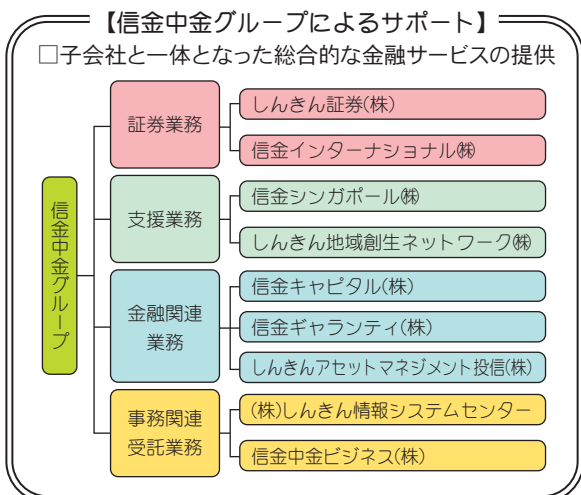 【信金中金グループによるサポート】
□子会社と一体となった総合的な金融サービスの提供
信金中金グループ
証券業務
しんきん証券(株)
信金インターナショナル㈱
支援業務
信金シンガポール㈱
しんきん地域創生ネットワーク㈱
金融関連
業務
信金キャピタル(株)
信金ギャランティ(株)
しんきんアセットマネジメント投信(株)
事務関連
受託業務
(株)しんきん情報システムセンター
信金中金ビジネス(株)